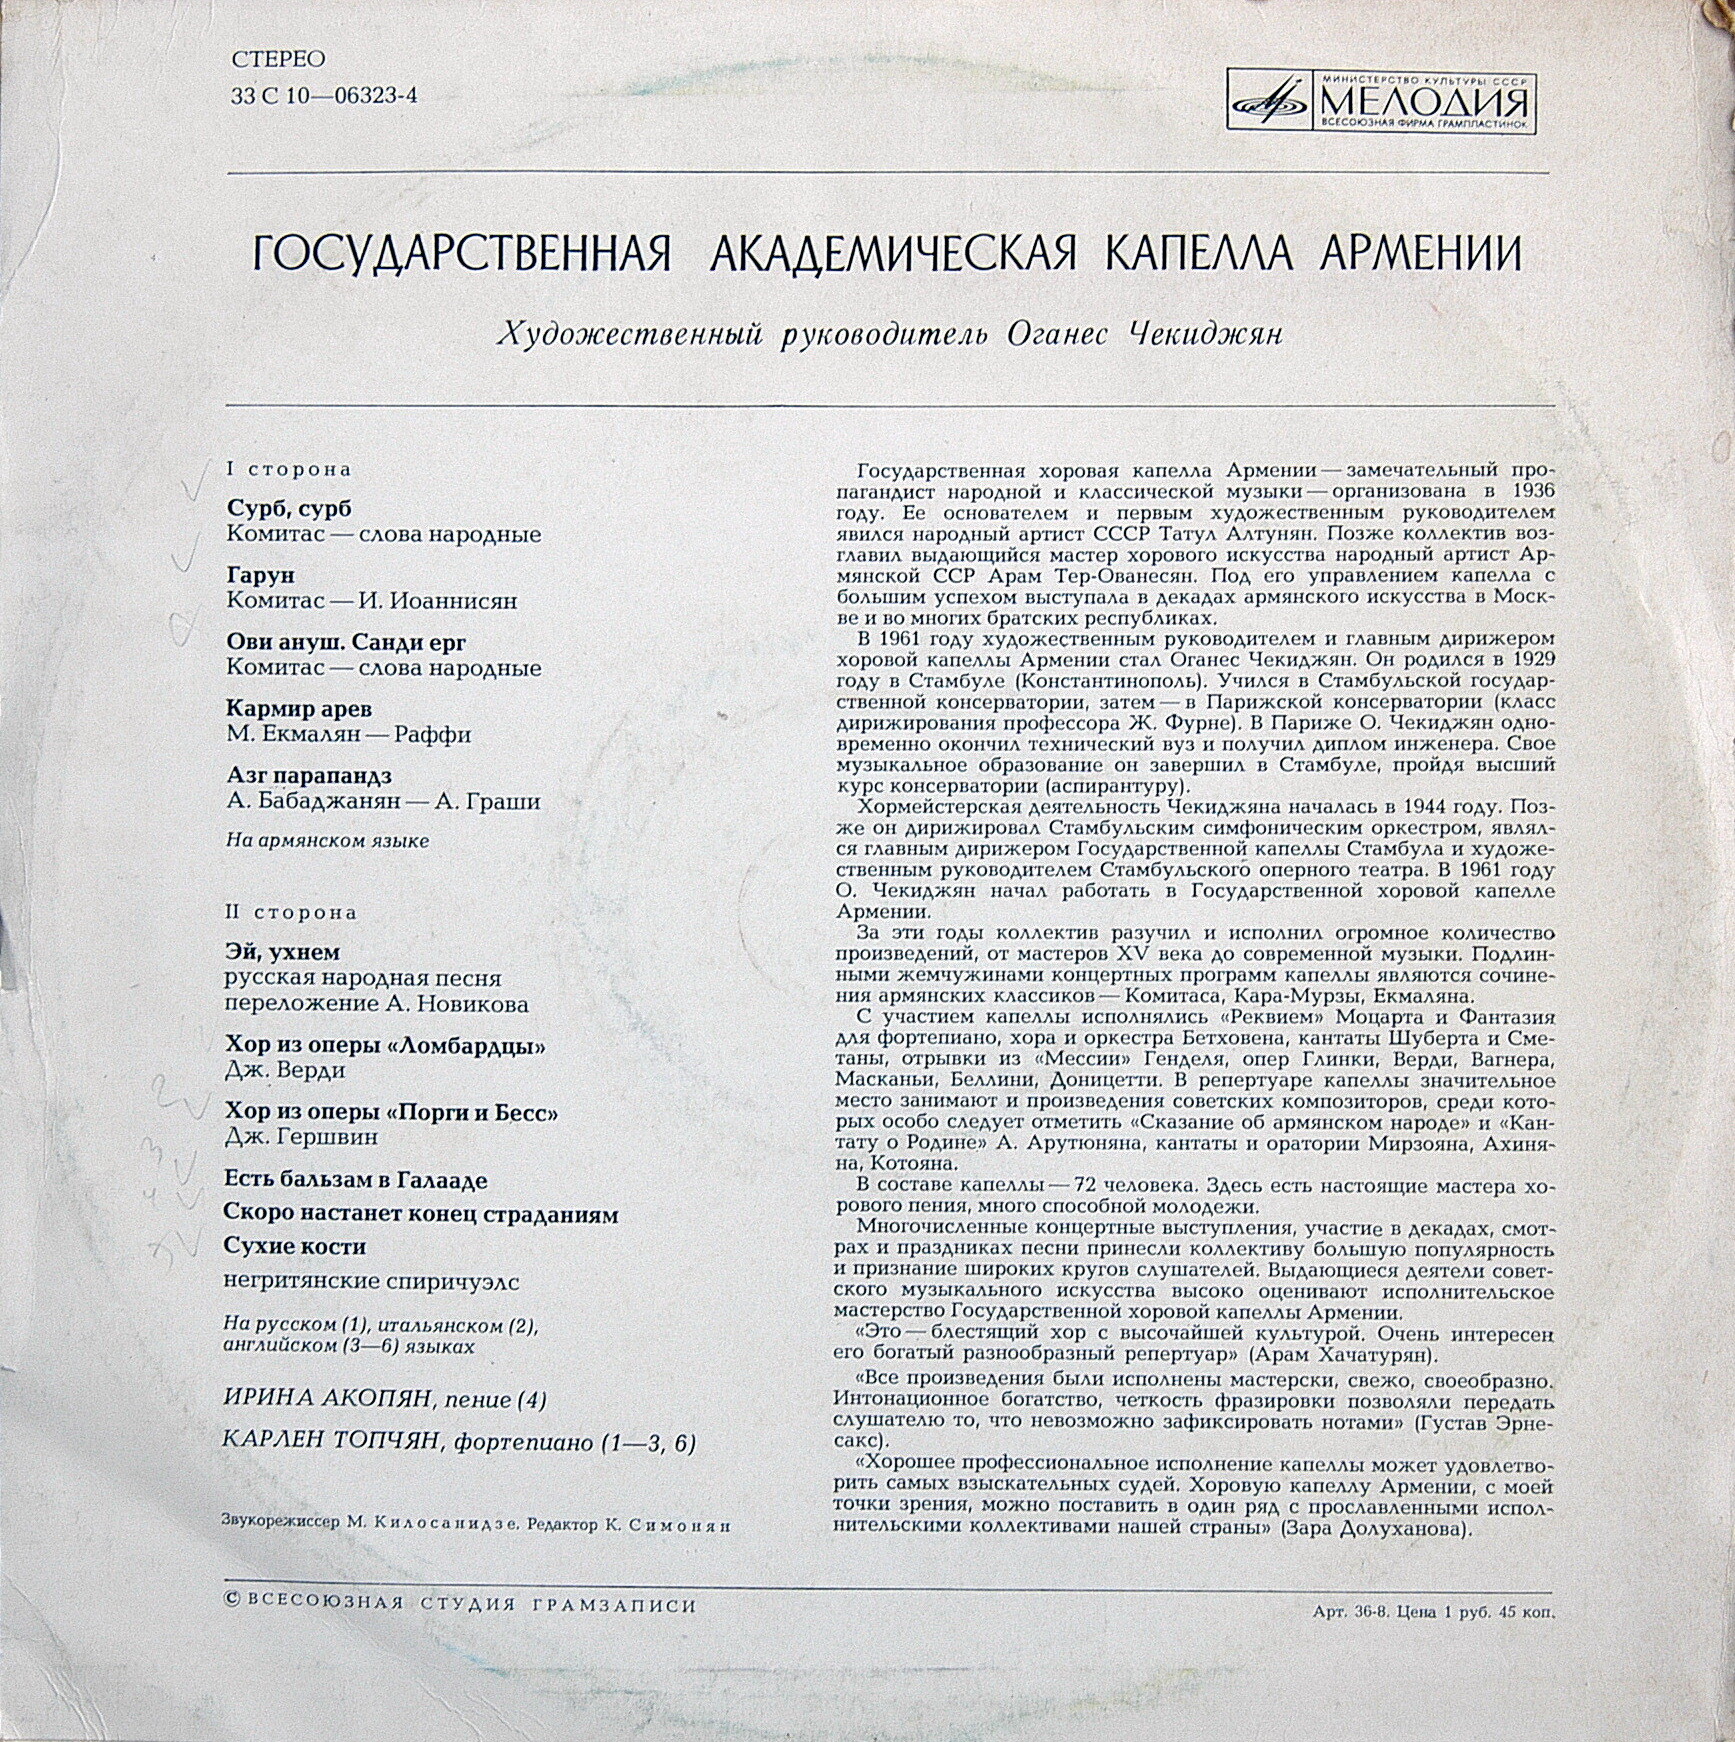 СТЕРЕО
33 С 10—06323-4
МИНИСТЕРСТВО КУЛЬТУРЫ СССР
МЕЛОДИЯ
ВСЕСОЮЗНАЯ ФИРМА ГРАМПЛАСТИНОК
ГОСУДАРСТВЕННАЯ АКАДЕМИЧЕСКАЯ КАПЕЛЛА АРМЕНИИ
Художественный руководитель Оганес Чекиджян
I сторона
Сурб, сурб
Комитас — слова народные
Гарун
Комитас — И. Иоаннисян
Ови ануш. Санди ерг
Комитас — слова народные
Кармир арев
М. Екмалян — Раффи
Азг парапандз
А. Бабаджанян — А. Граши
На армянском языке
II сторона
Эй, ухнем
русская народная песня
переложение А. Новикова
Хор из оперы «Ломбардцы»
Дж. Верди
Хор из оперы «Порги и Бесс»
Дж. Гершвин
Есть бальзам в Галааде
Скоро настанет конец страданиям
Сухие кости
негритянские спиричуэлс
На русском (1), итальянском (2),
английском (3—6) языках
ИРИНА АКОПЯН, пение (4)
КАРЛЕН ТОПЧЯН, фортепиано (1—3, 6)
Звукорежиссер М. Килосанидзе. Редактор К. Симонян
Государственная хоровая капелла Армении — замечательный про-
пагандист народной и классической музыки — организована в 1936
году. Ее основателем и первым художественным руководителем
явился народный артист СССР Татул Алтунян. Позже коллектив воз-
главил выдающийся мастер хорового искусства народный артист Ар-
мянской ССР Арам Тер-Ованесян. Под его управлением капелла с
большим успехом выступала в декадах армянского искусства в Моск-
ве и во многих братских республиках.
В 1961 году художественным руководителем и главным дирижером
хоровой капеллы Армении стал Оганес Чекиджян. Он родился в 1929
году в Стамбуле (Константинополь). Учился в Стамбульской государ-
ственной консерватории, затем — в Парижской консерватории (класс
дирижирования профессора Ж. Фурне). В Париже О. Чекиджян одно-
временно окончил технический вуз и получил диплом инженера. Свое
музыкальное образование он завершил в Стамбуле, пройдя высший
курс консерватории (аспирантуру).
Хормейстерская деятельность Чекиджяна началась в 1944 году. Поз-
же он дирижировал Стамбульским симфоническим оркестром, являл-
ся главным дирижером Государственной капеллы Стамбула и художе-
ственным руководителем Стамбульского оперного театра. В 1961 году
О. Чекиджян начал работать в Государственной хоровой капелле
Армении.
За эти годы коллектив разучил и исполнил огромное количество
произведений, от мастеров XV века до современной музыки. Подлин-
ными жемчужинами концертных программ капеллы являются сочине-
ния армянских классиков — Комитаса, Кара-Мурзы, Екмаляна.
С участием капеллы исполнялись «Реквием» Моцарта и Фантазия
для фортепиано, хора и оркестра Бетховена, кантаты Шуберта и Сме-
таны, отрывки из «Мессии» Генделя, опер Глинки, Верди, Вагнера,
Масканьи, Беллини, Доницетти. В репертуаре капеллы значительное
место занимают и произведения советских композиторов, среди кото-
рых особо следует отметить «Сказание об армянском народе» и «Кан-
тату о Родине» А. Арутюняна, кантаты и оратории Мирзояна, Ахиня-
на, Котояна.
В составе капеллы — 72 человека. Здесь есть настоящие мастера хо-
рового пения, много способной молодежи.
Многочисленные концертные выступления, участие в декадах, смот-
рах и праздниках песни принесли коллективу большую популярность
и признание широких кругов слушателей. Выдающиеся деятели совет-
ского музыкального искусства высоко оценивают исполнительское
мастерство Государственной хоровой капеллы Армении.
«Это — блестящий хор с высочайшей культурой. Очень интересен
его богатый разнообразный репертуар» (Арам Хачатурян).
«Все произведения были исполнены мастерски, свежо, своеобразно.
Интонационное богатство, четкость фразировки позволяли передать
слушателю то, что невозможно зафиксировать нотами» (Густав Эрне-
сакс).
«Хорошее профессиональное исполнение капеллы может удовлетво-
рить самых взыскательных судей. Хоровую капеллу Армении, с моей
точки зрения, можно поставить в один ряд с прославленными испол-
нительскими коллективами нашей страны» (Зара Долуханова).
© ВСЕСОЮЗНАЯ СТУДИЯ ГРАМЗАПИСИ
Арт. 36-8. Цена 1 руб. 45 коп.